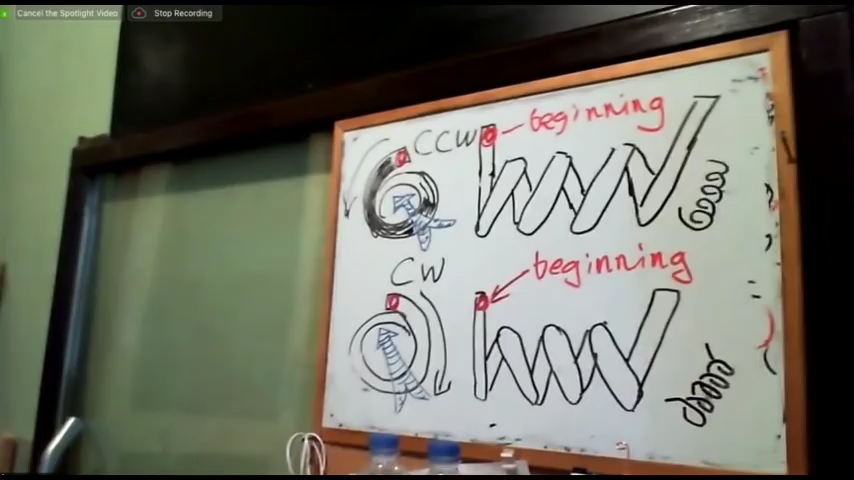 Cancel the Spotlight Video
Stop Recording
CCW
beginning
CW
beginning